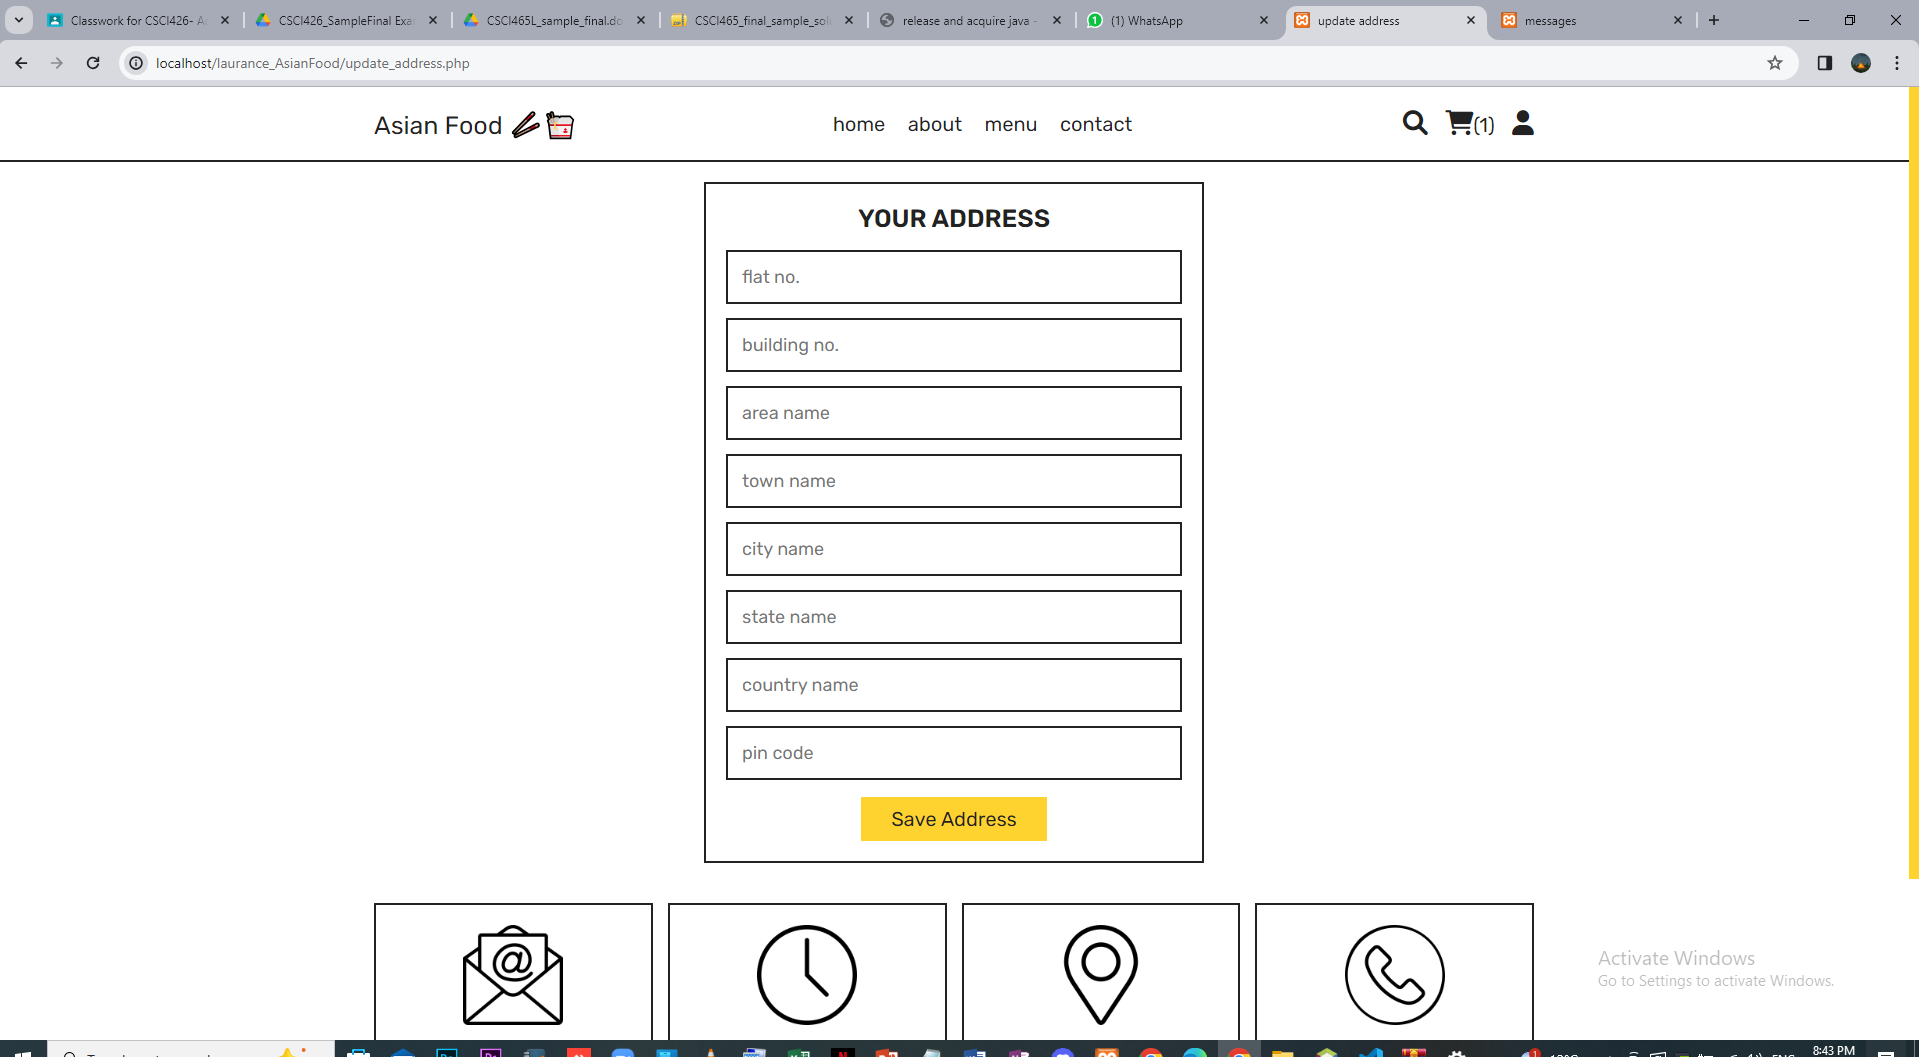 Classwork for CSCI426- A
CSCI426_SampleFinal Exa
CSCI465L_sample_final.do
CSCI465_final_sample_sol
release and acquire java -
(1) WhatsApp
update address
messages
localhost/laurance_AsianFood/update_address.php
Asian Food
home about menu contact
(1)
YOUR ADDRESS
flat no.
building no.
area name
town name
city name
state name
country name
pin code
Save Address
@
Activate Windows
Go to Settings to activate Windows.
8:43 PM